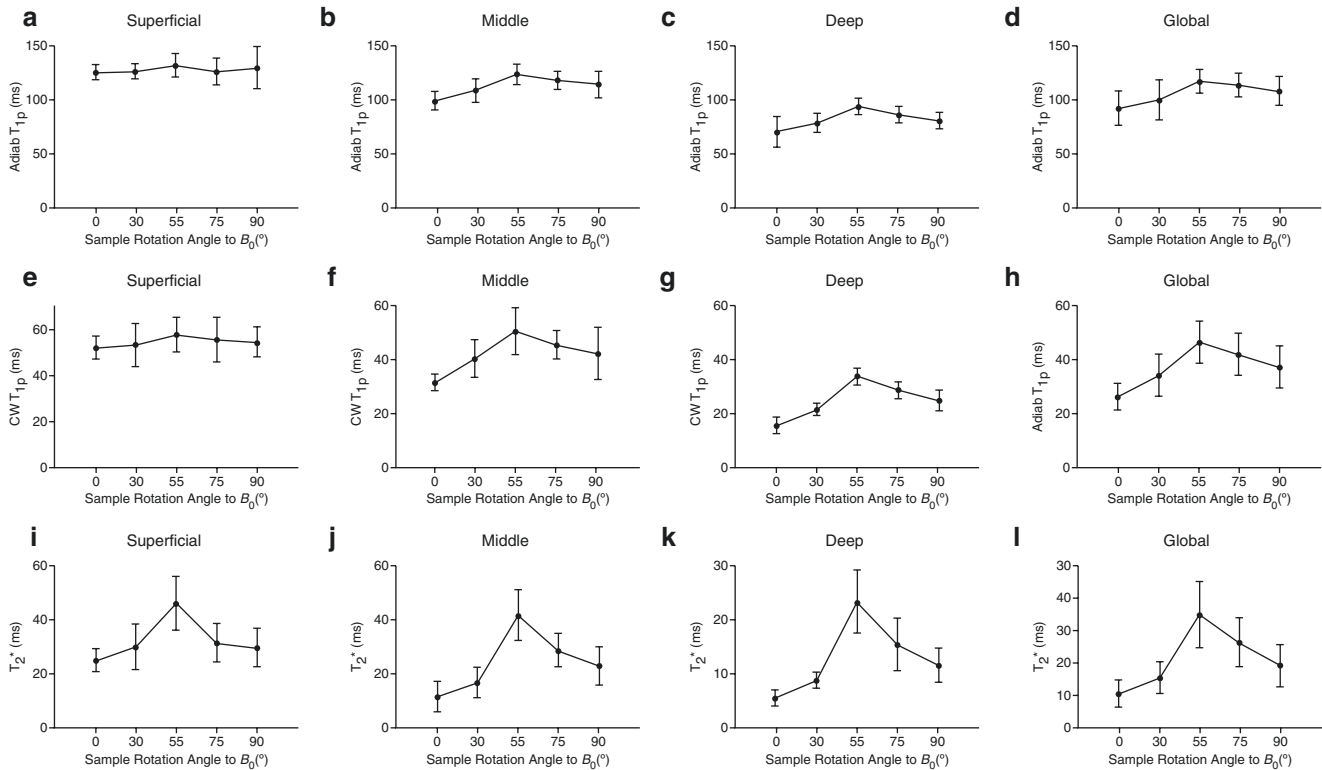 a Superficial
150
100
50
0
Adiab T1p (ms)
0 30 55 75 90
Sample Rotation Angle to B0(°)
b Middle
150
100
50
0
Adiab T1p (ms)
0 30 55 75 90
Sample Rotation Angle to B0(°)
c Deep
150
100
50
0
Adiab T1p (ms)
0 30 55 75 90
Sample Rotation Angle to B0(°)
d Global
150
100
50
0
Adiab T1p (ms)
0 30 55 75 90
Sample Rotation Angle to B0(°)
e Superficial
60
40
20
0
CW T1p (ms)
0 30 55 75 90
Sample Rotation Angle to B0(°)
f Middle
60
40
20
0
CW T1p (ms)
0 30 55 75 90
Sample Rotation Angle to B0(°)
g Deep
60
40
20
0
CW T1p (ms)
0 30 55 75 90
Sample Rotation Angle to B0(°)
h Global
60
40
20
0
Adiab T1p (ms)
0 30 55 75 90
Sample Rotation Angle to B0(°)
i Superficial
60
40
20
0
T2* (ms)
0 30 55 75 90
Sample Rotation Angle to B0(°)
j Middle
60
40
20
0
T2* (ms)
0 30 55 75 90
Sample Rotation Angle to B0(°)
k Deep
30
20
10
0
T2* (ms)
0 30 55 75 90
Sample Rotation Angle to B0(°)
l Global
30
30
30
20
10
0
T2* (ms)
0 30 55 75 90
Sample Rotation Angle to B0(°)